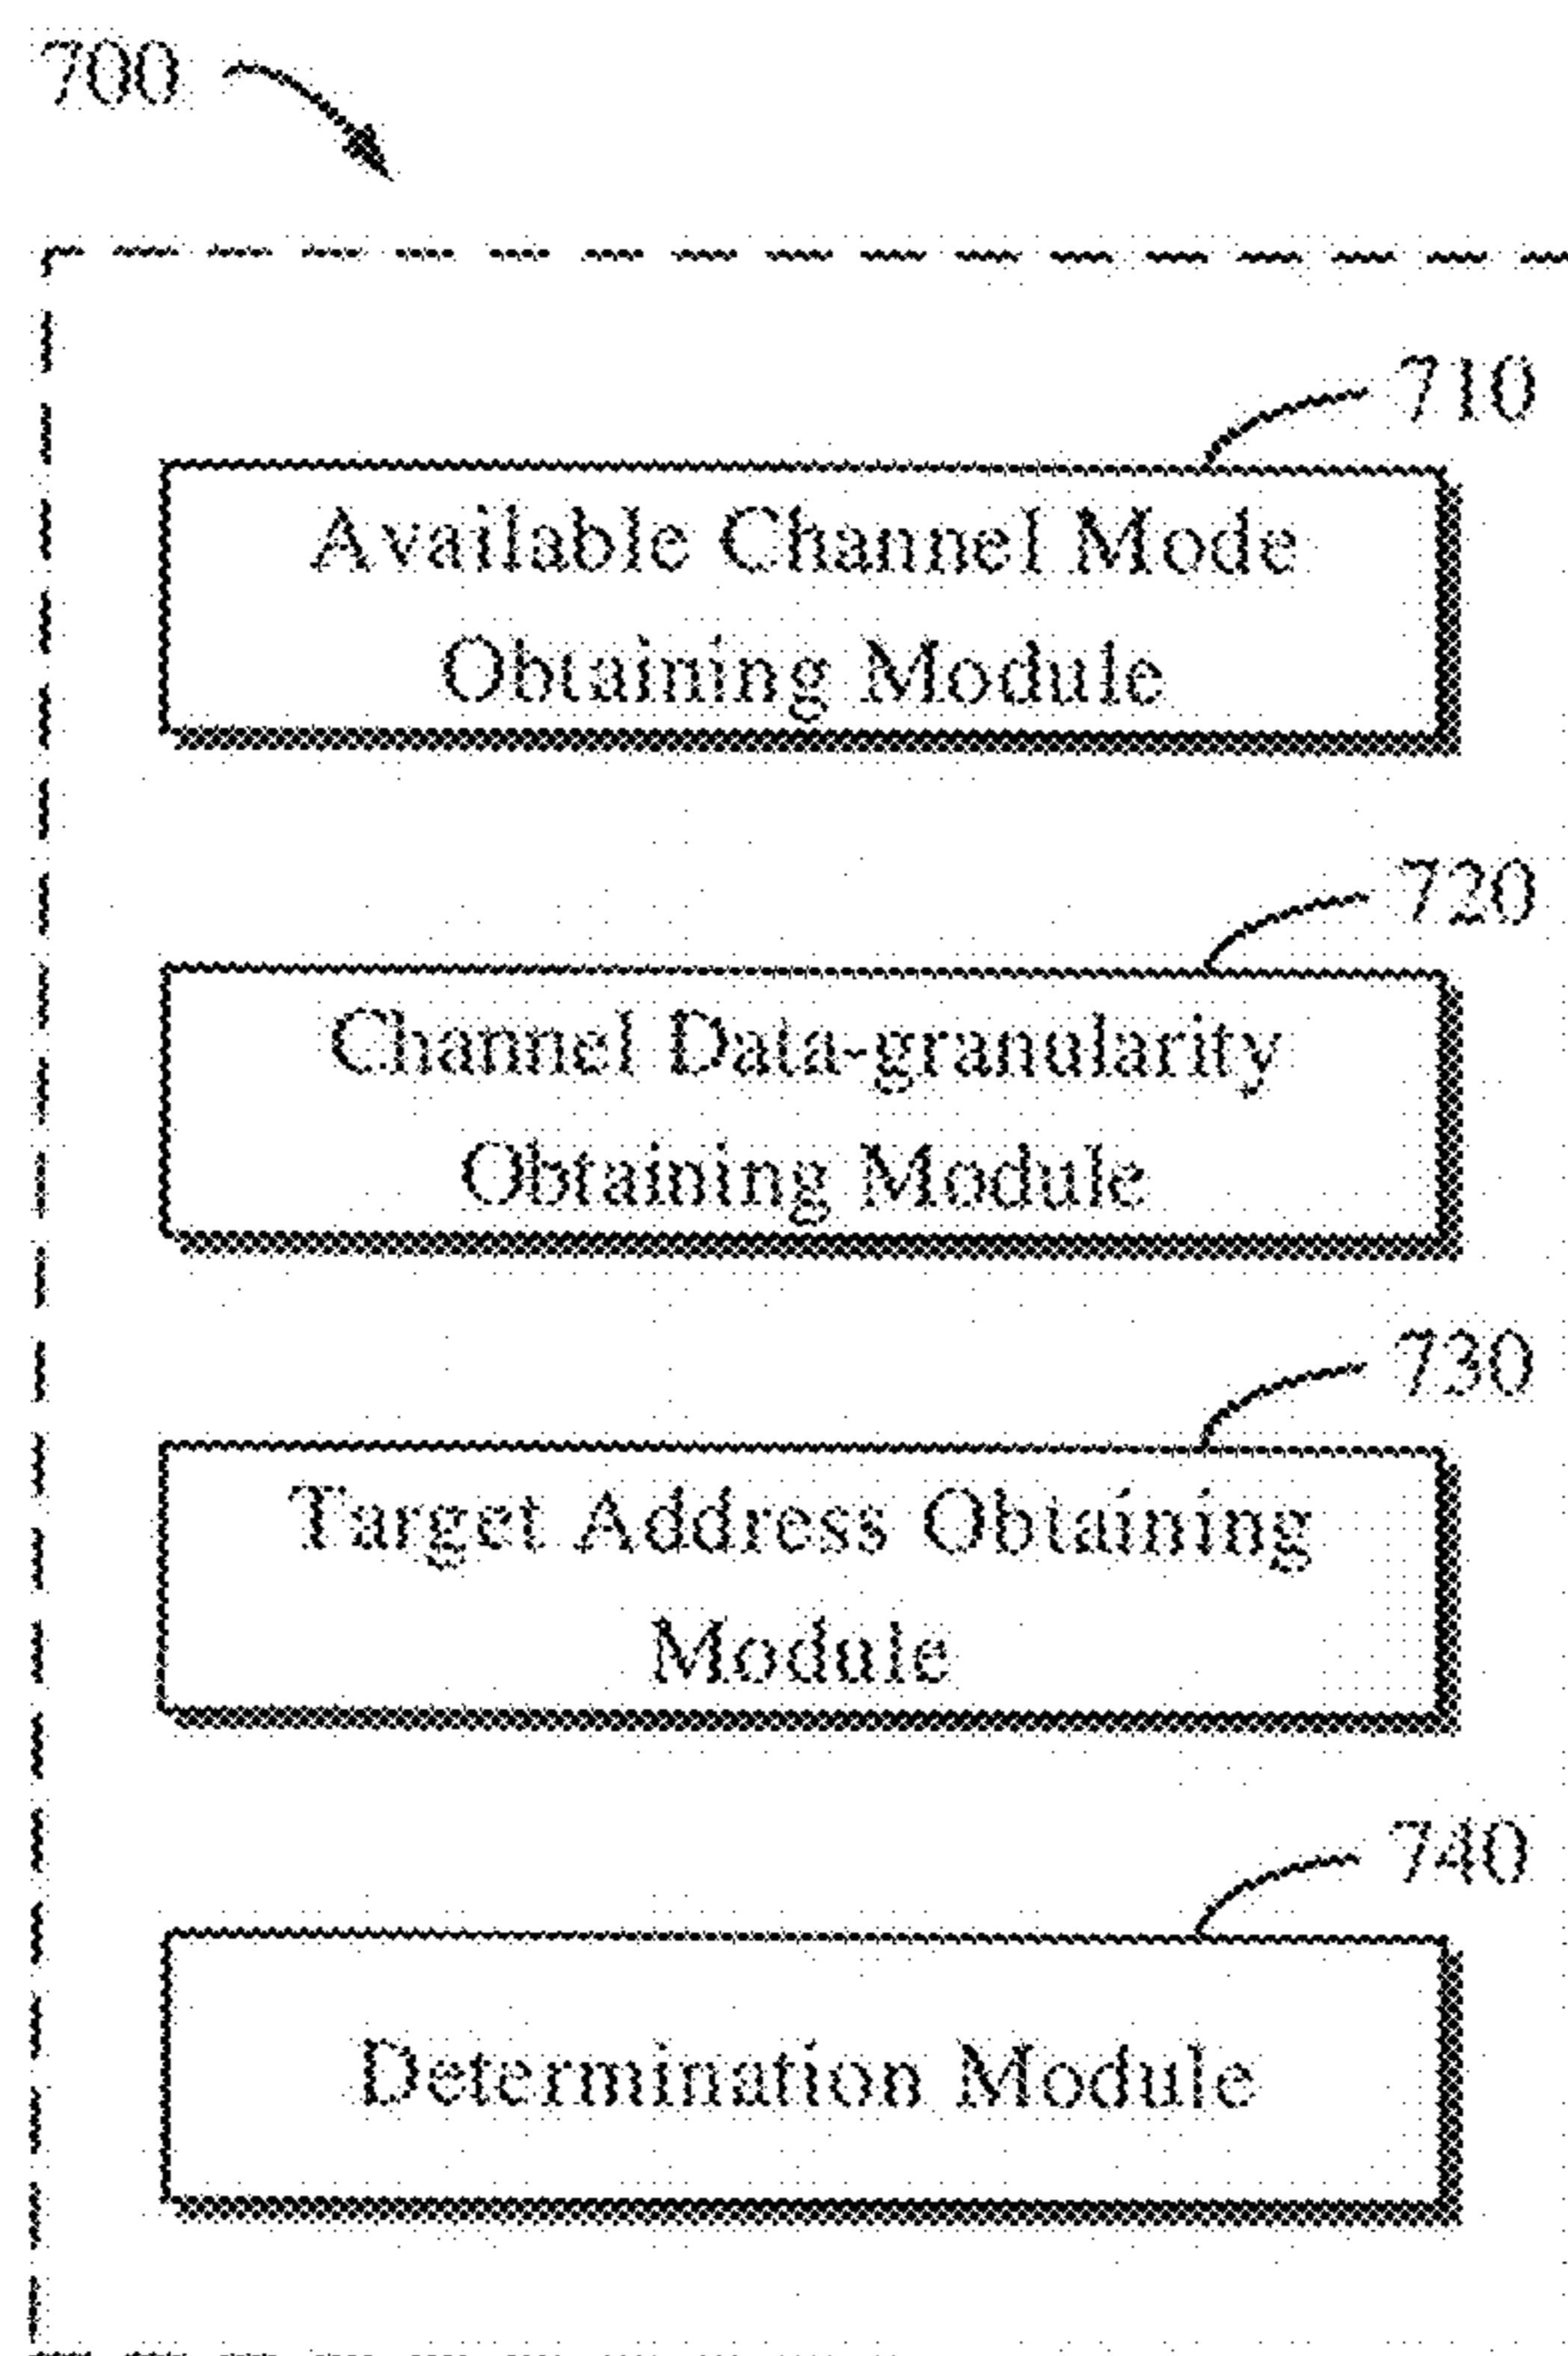 700
710
Available Channel Mode
Obtaining Module
720
Channel Data-granularity
Obtaining Module
730
Target Address Obtaining
Module
740
Determination Module